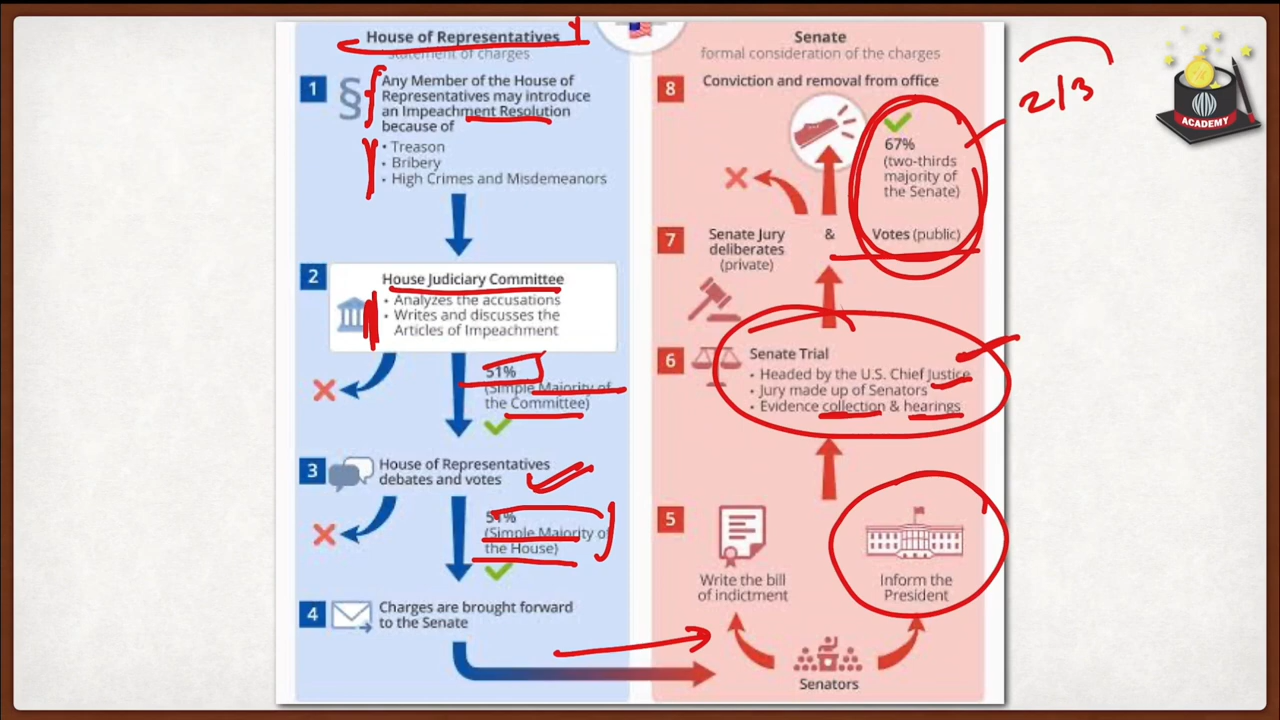 House of Representatives
statement of charges
1
§
Any Member of the House of
Representatives may introduce
an Impeachment Resolution
because of
• Treason
• Bribery
• High Crimes and Misdemeanors
2
House Judiciary Committee
• Analyzes the accusations
• Writes and discusses the
Articles of Impeachment
51%
(Simple Majority of
the Committee)
3
House of Representatives
debates and votes
51%
(Simple Majority of
the House)
4
Charges are brought forward
to the Senate
Senate
formal consideration of the charges
8
Conviction and removal from office
67%
(two-thirds
majority of
the Senate)
7
Senate Jury
deliberates
(private)
&
Votes (public)
6
Senate Trial
• Headed by the U.S. Chief Justice
• Jury made up of Senators
• Evidence collection & hearings
5
Write the bill
of indictment
Inform the
President
Senators
2/3
ACADEMY